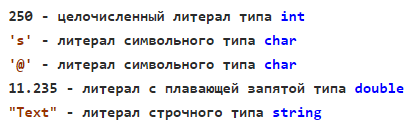 250 - целочисленный литерал типа int
's' - литерал символьного типа char
'@' - литерал символьного типа char
11.235 - литерал с плавающей запятой типа double
"Text" - литерал строчного типа string